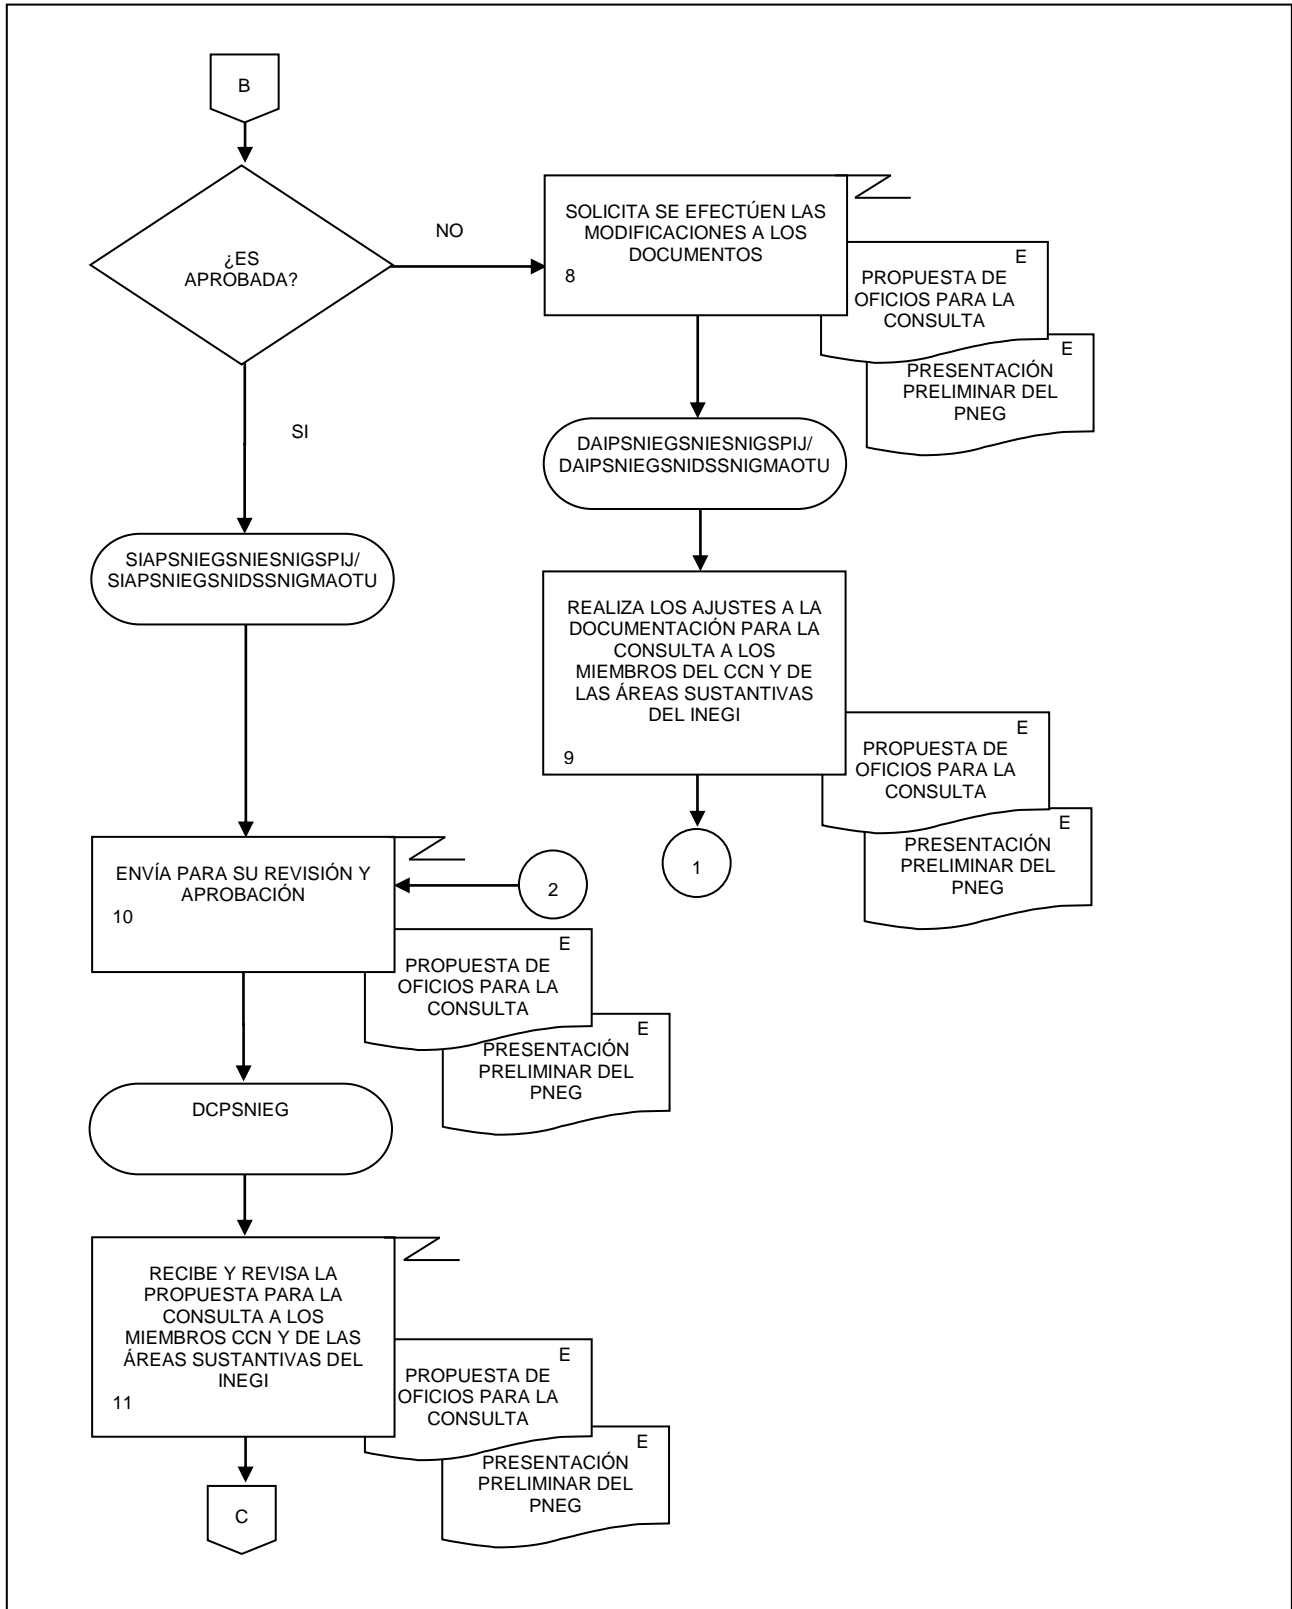 B
¿ES
APROBADA?
NO
SOLICITA SE EFECTÚEN LAS
MODIFICACIONES A LOS
DOCUMENTOS
8
E
PROPUESTA DE
OFICIOS PARA LA
CONSULTA
E
PRESENTACIÓN
PRELIMINAR DEL
PNEG
SI
DAIPSNIEGSNIESNIGSPIJ/
DAIPSNIEGSNIDSSNIGMAOTU
SIAPSNIEGSNIESNIGSPIJ/
SIAPSNIEGSNIDSSNIGMAOTU
REALIZA LOS AJUSTES A LA
DOCUMENTACIÓN PARA LA
CONSULTA A LOS
MIEMBROS DEL CCN Y DE
LAS ÁREAS SUSTANTIVAS
DEL INEGI
9
E
PROPUESTA DE
OFICIOS PARA LA
CONSULTA
E
PRESENTACIÓN
PRELIMINAR DEL
PNEG
1
ENVÍA PARA SU REVISIÓN Y
APROBACIÓN
10
2
E
PROPUESTA DE
OFICIOS PARA LA
CONSULTA
E
PRESENTACIÓN
PRELIMINAR DEL
PNEG
DCPSNIEG
RECIBE Y REVISA LA
PROPUESTA PARA LA
CONSULTA A LOS
MIEMBROS CCN Y DE LAS
ÁREAS SUSTANTIVAS DEL
INEGI
11
E
PROPUESTA DE
OFICIOS PARA LA
CONSULTA
E
PRESENTACIÓN
PRELIMINAR DEL
PNEG
C